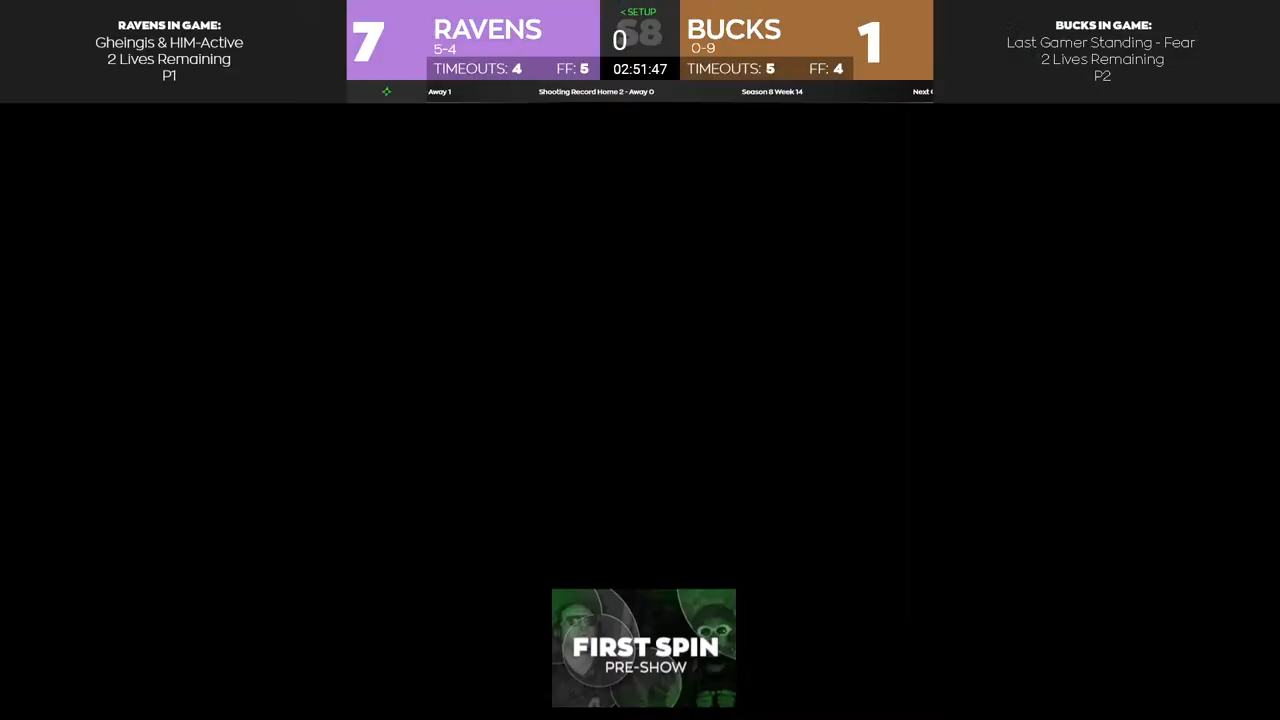 RAVENS IN GAME:
Gheingis & HIM-Active
2 Lives Remaining
P1
7
RAVENS
5-4
TIMEOUTS: 4 FF: 5
< SETUP
S8
0
02:51:47
BUCKS
0-9
TIMEOUTS: 5 FF: 4
1
BUCKS IN GAME:
Last Gamer Standing - Fear
2 Lives Remaining
P2
Away 1 Shooting Record Home 2 - Away 0 Season 8 Week 14 Next
FIRST SPIN
PRE-SHOW